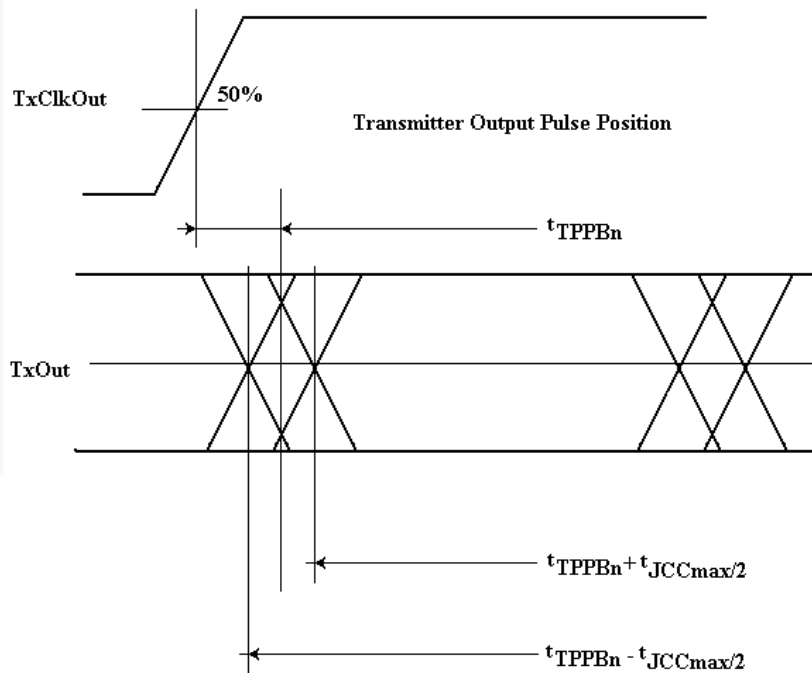 50%
TxClkOut
Transmitter Output Pulse Position
tTPPBn
TxOut
tTPPBn + tJCCmax/2
tTPPBn - tJCCmax/2